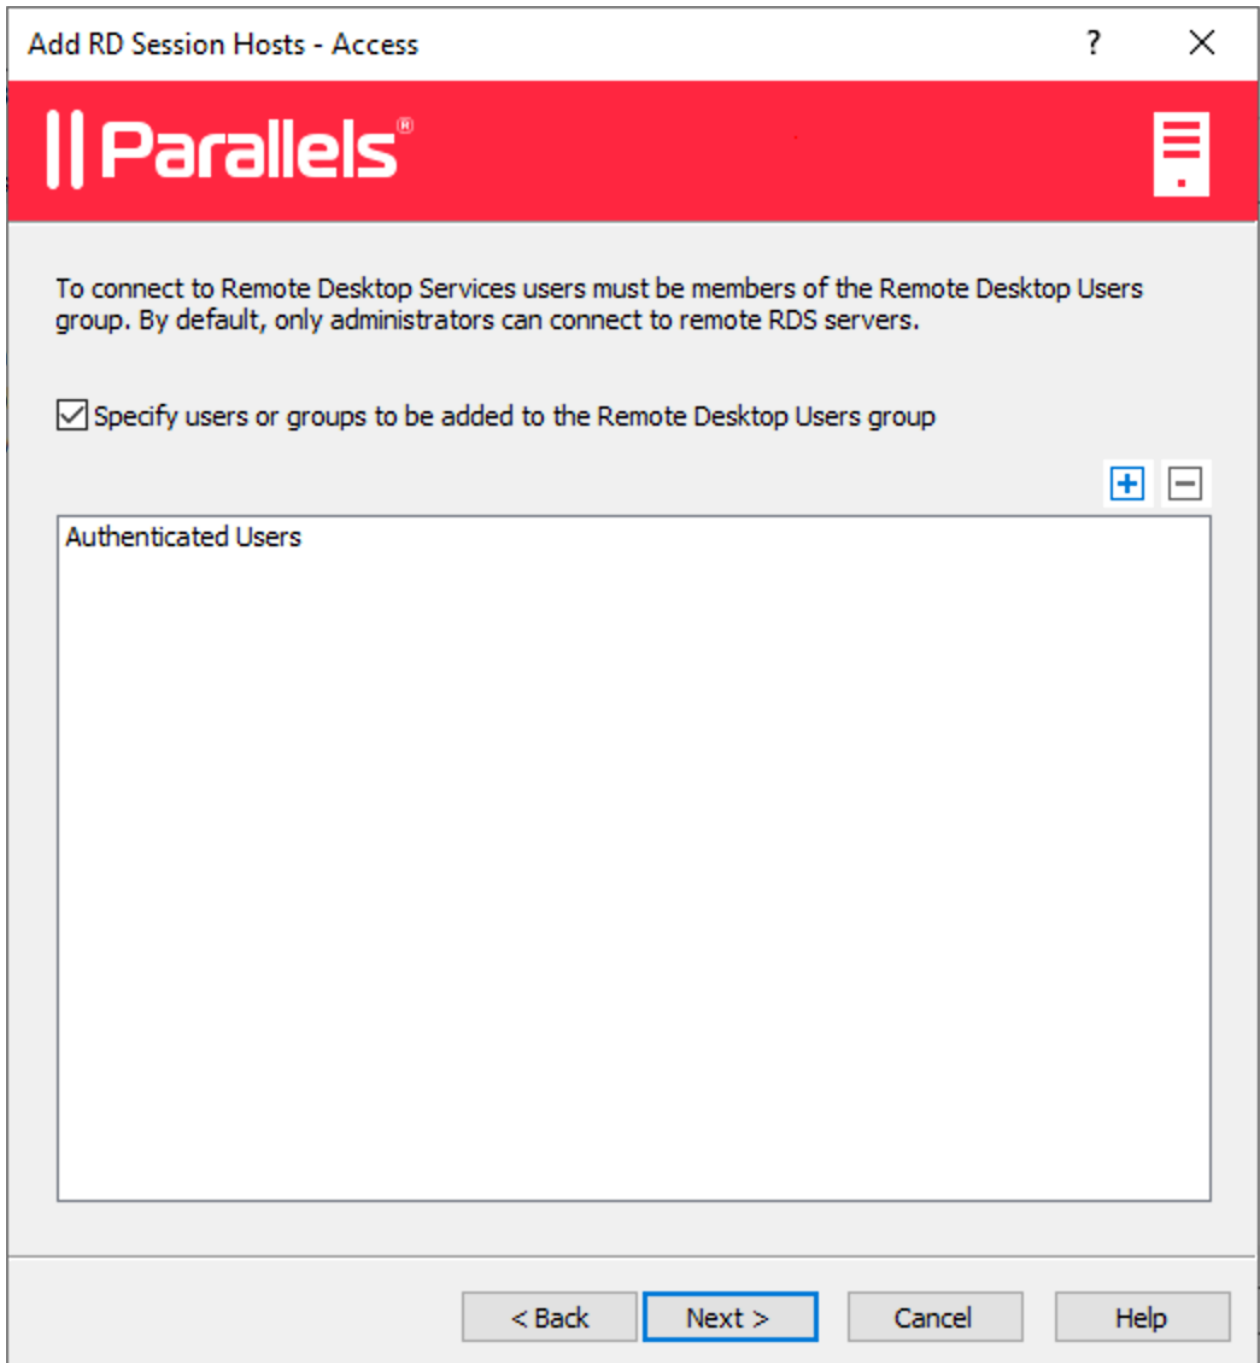 Add RD Session Hosts - Access
? ×
Parallels®
To connect to Remote Desktop Services users must be members of the Remote Desktop Users
group. By default, only administrators can connect to remote RDS servers.
Specify users or groups to be added to the Remote Desktop Users group
Authenticated Users
< Back Next > Cancel Help